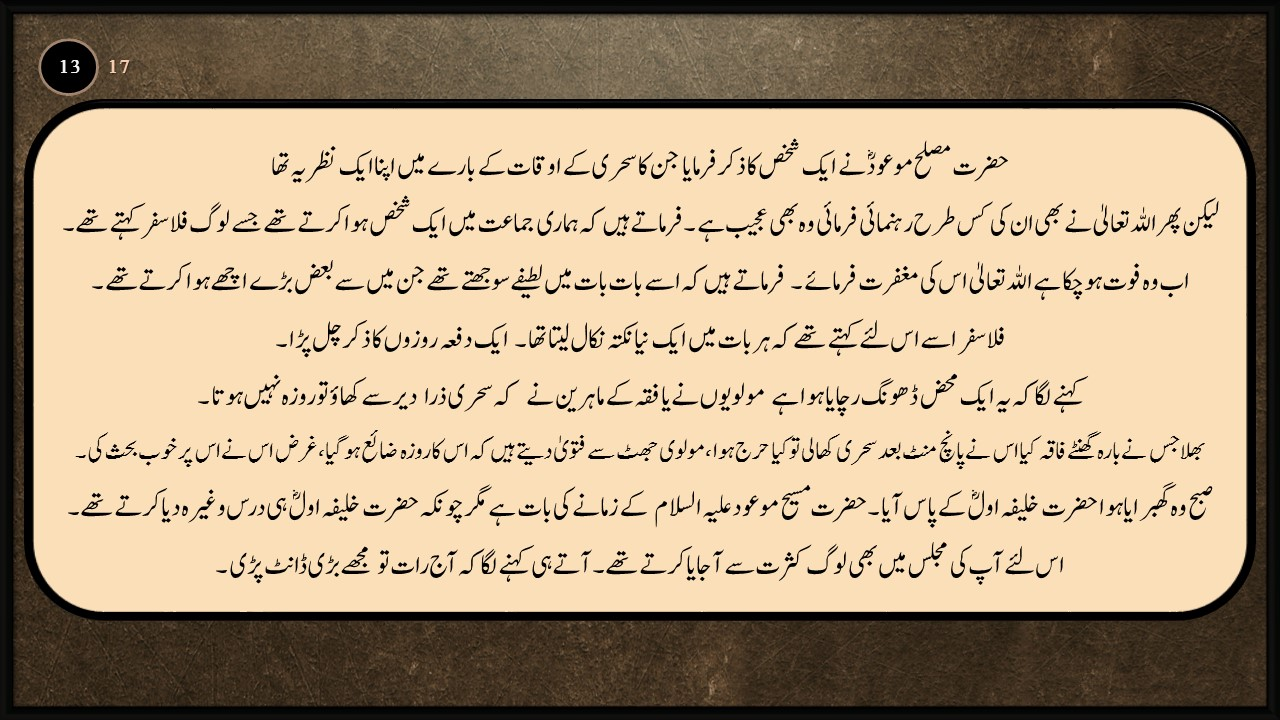 13 17
حضرت مصلح موعودؓ نے ایک شخص کا ذکر فرمایا جن کا سحری کے اوقات کے بارے میں اپنا ایک نظریہ تھا
لیکن پھر اللہ تعالیٰ نے بھی ان کی کس طرح رہنمائی فرمائی وہ بھی عجیب ہے۔ فرماتے ہیں کہ ہماری جماعت میں ایک شخص ہوا کرتے تھے جسے لوگ فلاسفر کہتے تھے۔
اب وہ فوت ہو چکا ہے اللہ تعالیٰ اس کی مغفرت فرمائے۔ فرماتے ہیں کہ اسے بات بات میں لطیفے سوجھتے تھے جن میں سے بعض بڑے اچھے ہوا کرتے تھے۔
فلاسفر اسے اس لئے کہتے تھے کہ ہر بات میں ایک نیا نکتہ نکال لیتا تھا۔ ایک دفعہ روزوں کا ذکر چل پڑا۔
کہنے لگا کہ یہ ایک محض ڈھونگ رچایا ہوا ہے مولویوں نے یا فقہ کے ماہرین نے کہ سحری ذرا دیر سے کھاؤ تو روزہ نہیں ہوتا۔
بھلا جس نے بارہ گھنٹے فاقہ کیا اس نے پانچ منٹ بعد سحری کھالی تو کیا حرج ہوا، مولوی جھٹ سے فتویٰ دیتے ہیں کہ اس کا روزہ ضائع ہو گیا، غرض اس نے اس پر خوب بحث کی۔
صبح وہ گھبرایا ہوا حضرت خلیفہ اولؓ کے پاس آیا۔ حضرت مسیح موعود علیہ السلام کے زمانے کی بات ہے مگر چونکہ حضرت خلیفہ اولؓ ہی درس وغیرہ دیا کرتے تھے۔
اس لئے آپ کی مجلس میں بھی لوگ کثرت سے آ جایا کرتے تھے۔ آتے ہی کہنے لگا کہ آج رات تو مجھے بڑی ڈانٹ پڑی۔